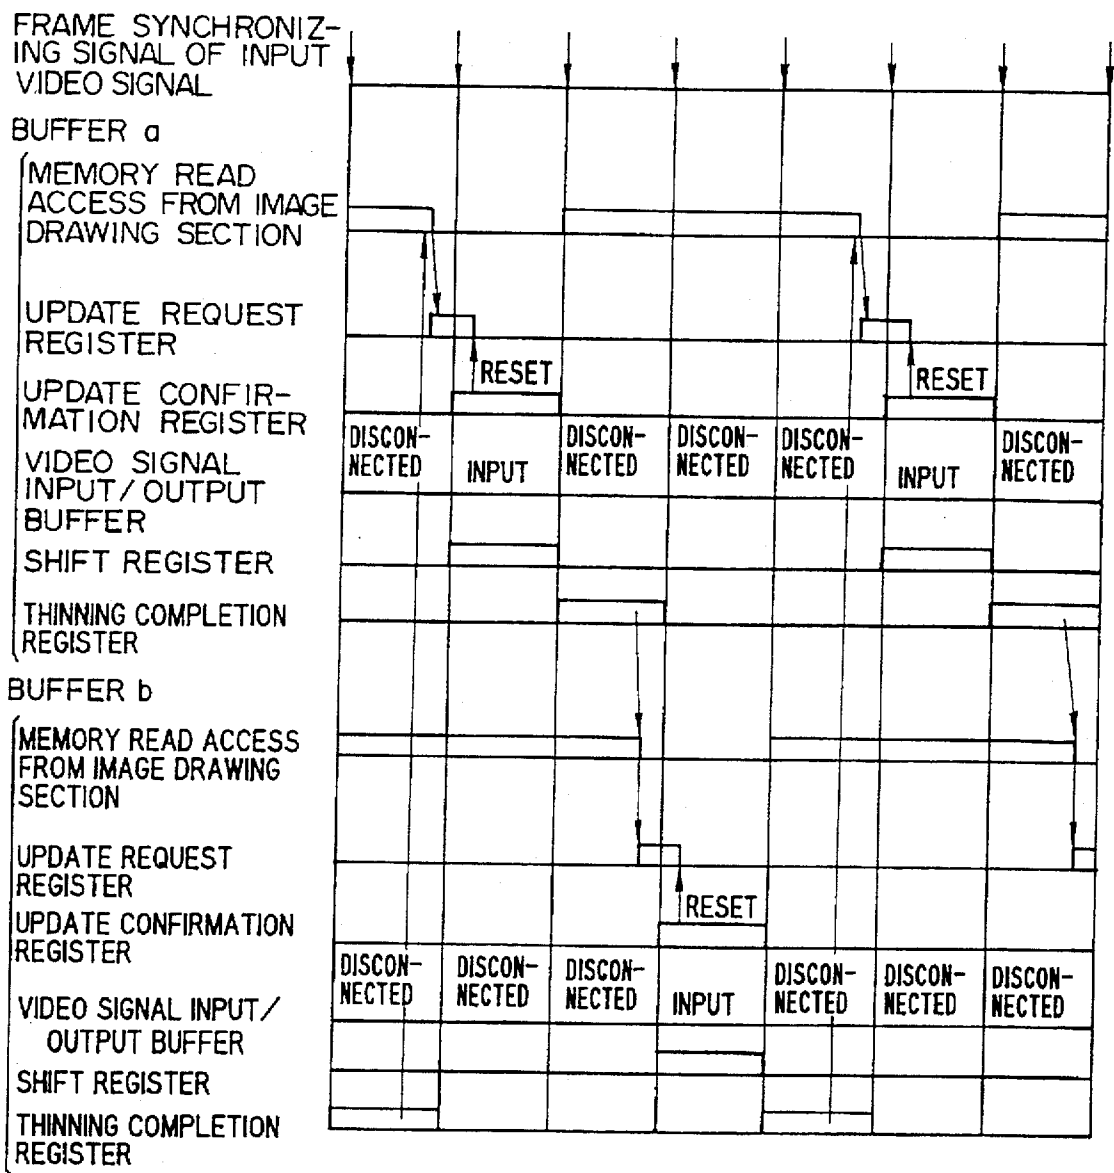 FRAME SYNCHRONIZ-
ING SIGNAL OF INPUT
VIDEO SIGNAL
BUFFER a
MEMORY READ
ACCESS FROM IMAGE
DRAWING SECTION
UPDATE REQUEST
REGISTER
RESET
RESET
UPDATE CONFIR-
MATION REGISTER
DISCON-
NECTED
INPUT
DISCON-
NECTED
DISCON-
NECTED
DISCON-
NECTED
INPUT
DISCON-
NECTED
VIDEO SIGNAL
INPUT/OUTPUT
BUFFER
SHIFT REGISTER
THINNING COMPLETION
REGISTER
BUFFER b
MEMORY READ ACCESS
FROM IMAGE DRAWING
SECTION
UPDATE REQUEST
REGISTER
RESET
UPDATE CONFIRMATION
REGISTER
DISCON-
NECTED
DISCON-
NECTED
DISCON-
NECTED
INPUT
DISCON-
NECTED
DISCON-
NECTED
DISCON-
NECTED
VIDEO SIGNAL INPUT/
OUTPUT BUFFER
SHIFT REGISTER
THINNING COMPLETION
REGISTER